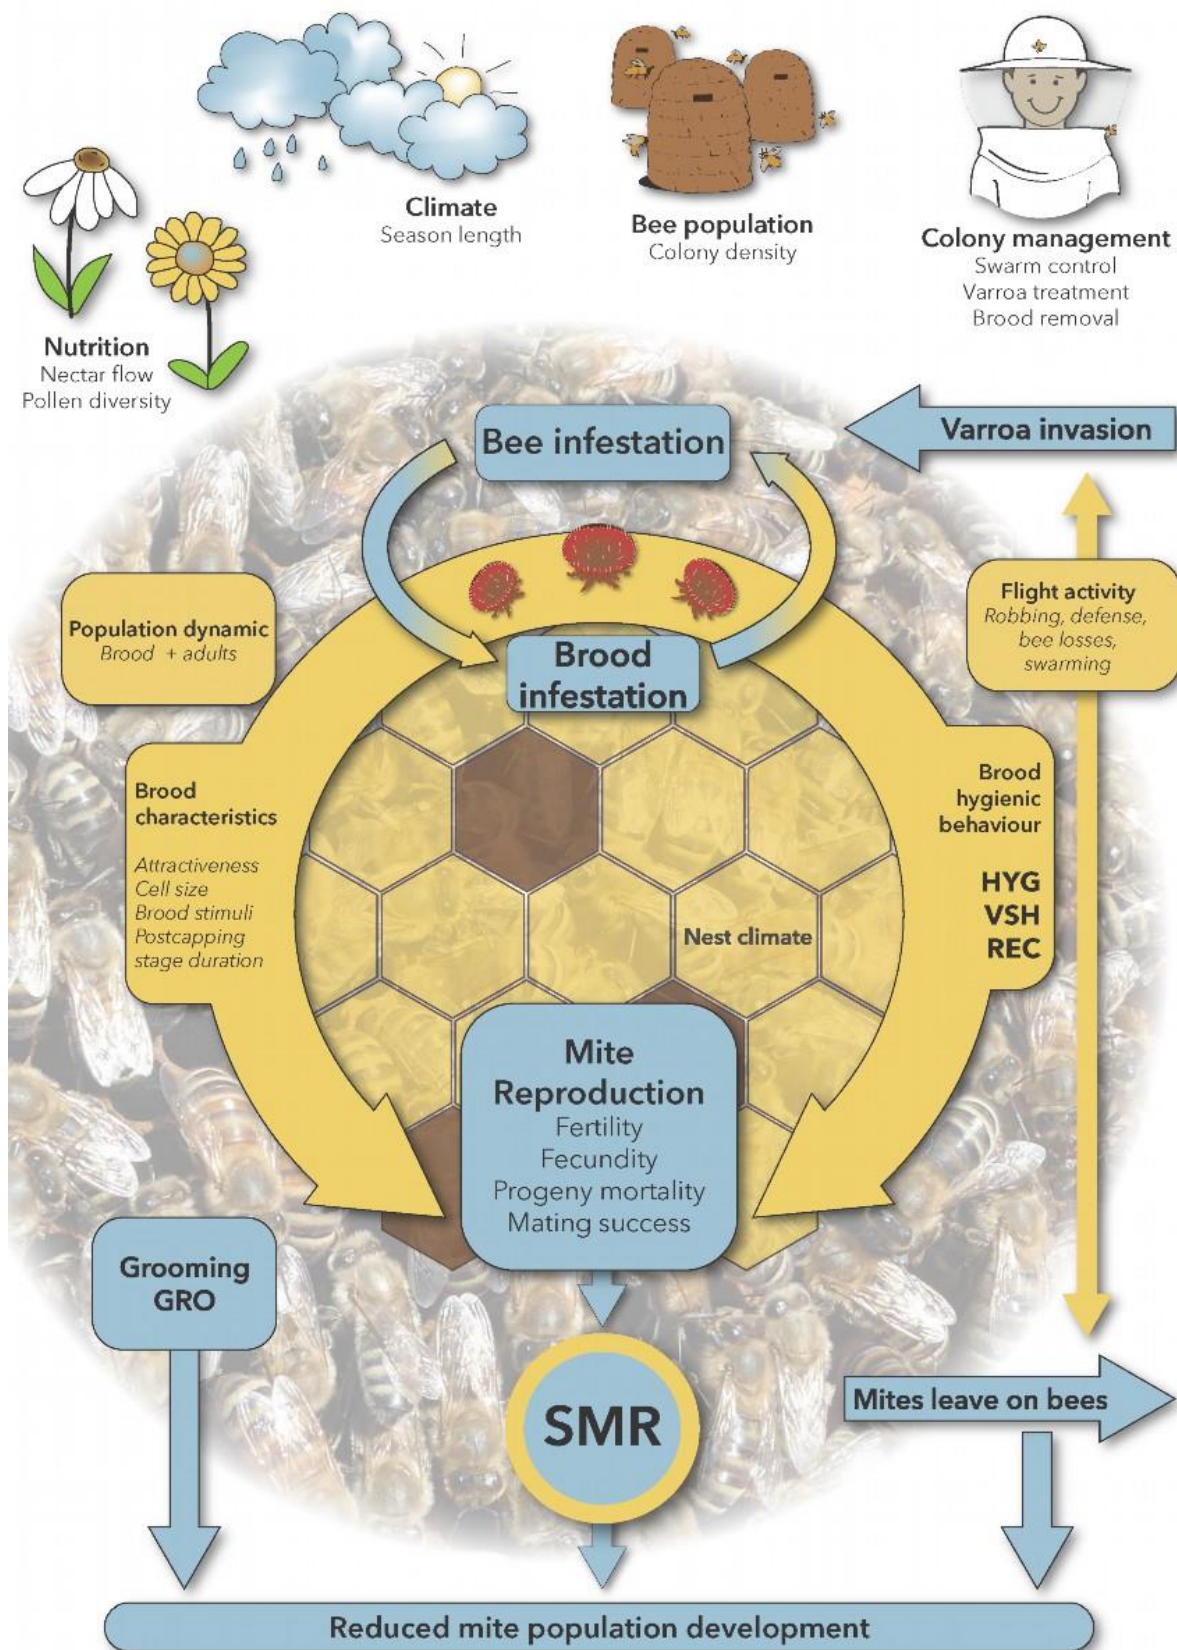 Climate
Season length
Bee population
Colony density
Colony management
Swarm control
Varroa treatment
Brood removal
Nutrition
Nectar flow
Pollen diversity
Bee infestation
Varroa invasion
Population dynamic
Brood + adults
Flight activity
Robbing, defense,
bee losses,
swarming
Brood
infestation
Brood
characteristics
Attractiveness
Cell size
Brood stimuli
Postcapping
stage duration
Brood
hygienic
behaviour
HYG
VSH
REC
Nest climate
Mite
Reproduction
Fertility
Fecundity
Progeny mortality
Mating success
Grooming
GRO
SMR
Mites leave on bees
Reduced mite population development